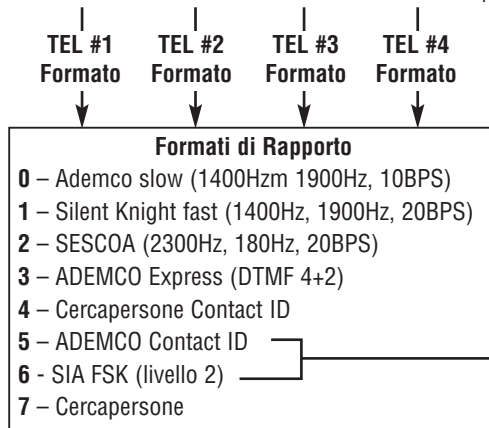 TEL #1 TEL #2 TEL #3 TEL #4
Formato Formato Formato Formato
Formati di Rapporto
0 – Ademco slow (1400Hzm 1900Hz, 10BPS)
1 – Silent Knight fast (1400Hz, 1900Hz, 20BPS)
2 – SESCOA (2300Hz, 180Hz, 20BPS)
3 – ADEMCO Express (DTMF 4+2)
4 – Cercapersone Contact ID
5 – ADEMCO Contact ID
6 - SIA FSK (livello 2)
7 – Cercapersone